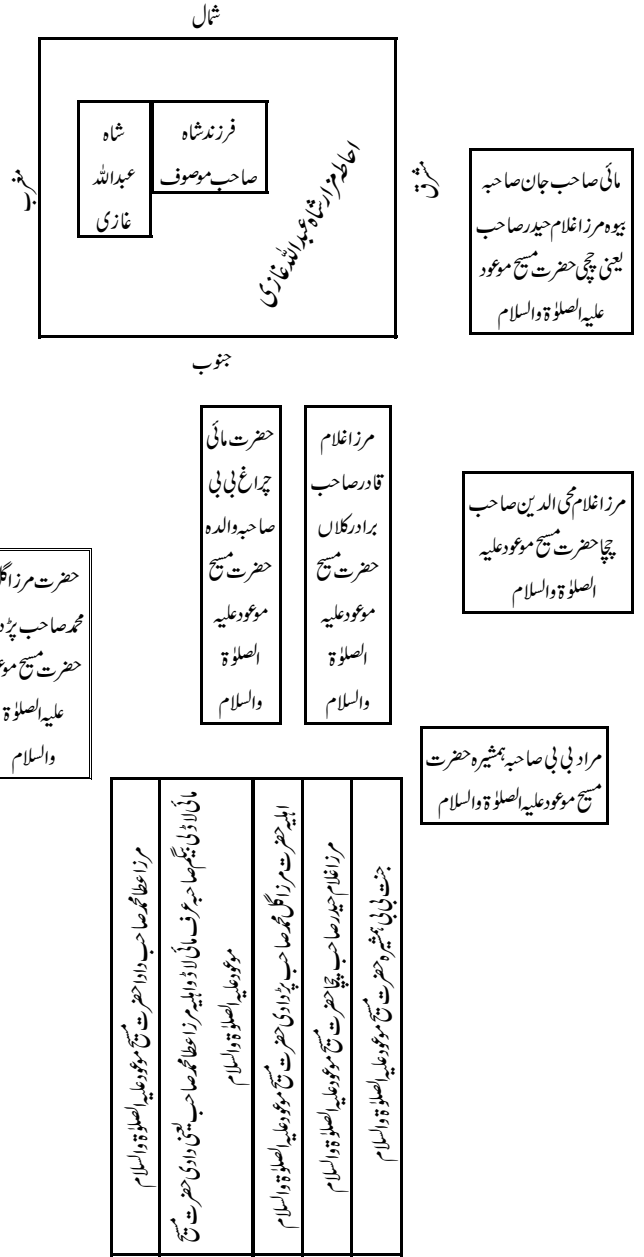 شمال
فرزند شاہ
صاحب موصوف
شاہ
عبداللہ
غازی
احاطہ مزار شاہ عبداللہ غازی
مشرق
مغرب
جنوب
مائی صاحب جان صاحبہ
بیوہ مرزا غلام حیدر صاحب
یعنی چچی حضرت مسیح موعود
علیہ الصلوٰۃ والسلام
مرزا غلام
قادر صاحب
برادر کلاں
حضرت مسیح
موعود علیہ
الصلوٰۃ
والسلام
حضرت مائی
چراغ بی بی
صاحبہ والدہ
حضرت مسیح
موعود علیہ
الصلوٰۃ
والسلام
مرزا غلام محی الدین صاحب
چچا حضرت مسیح موعود علیہ
الصلوٰۃ والسلام
حضرت مرزا
محمد صاحب
حضرت مسیح
علیہ الصلوٰۃ
والسلام
مراد بی بی صاحبہ ہمشیرہ حضرت
مسیح موعود علیہ الصلوٰۃ والسلام
جنت بی بی ہمشیرہ حضرت مسیح موعود علیہ الصلوٰۃ والسلام
مرزا غلام حیدر صاحب چچا حضرت مسیح موعود علیہ الصلوٰۃ والسلام
اہلیہ حضرت مرزا گل محمد صاحب پڑدادی حضرت مسیح موعود علیہ الصلوٰۃ والسلام
مائی لاڈلی بیگم صاحبہ عرف مائی لاڈو اہلیہ مرزا عطا محمد صاحب یعنی دادی حضرت مسیح
موعود علیہ الصلوٰۃ والسلام
مرزا عطا محمد صاحب دادا حضرت مسیح موعود علیہ الصلوٰۃ والسلام